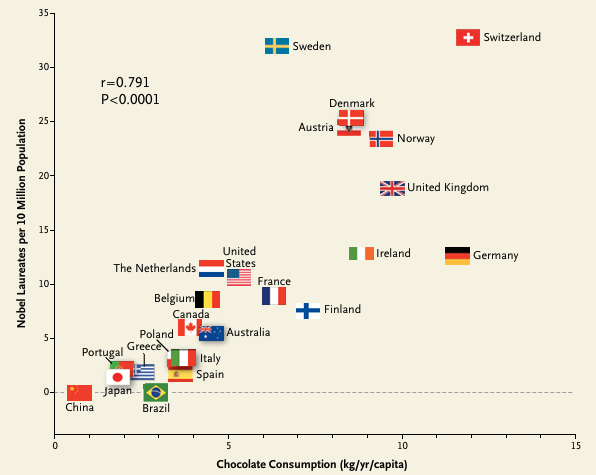 35
30
25
20
15
10
5
0
Nobel Laureates per 10 Million Population
r=0.791
P<0.0001
Sweden
Switzerland
Denmark
Austria
Norway
United Kingdom
Ireland
Germany
United
States
The Netherlands
France
Belgium
Finland
Canada
Australia
Poland
Greece
Portugal
Italy
Spain
Japan
China
Brazil
0
5
10
15
Chocolate Consumption (kg/yr/capita)